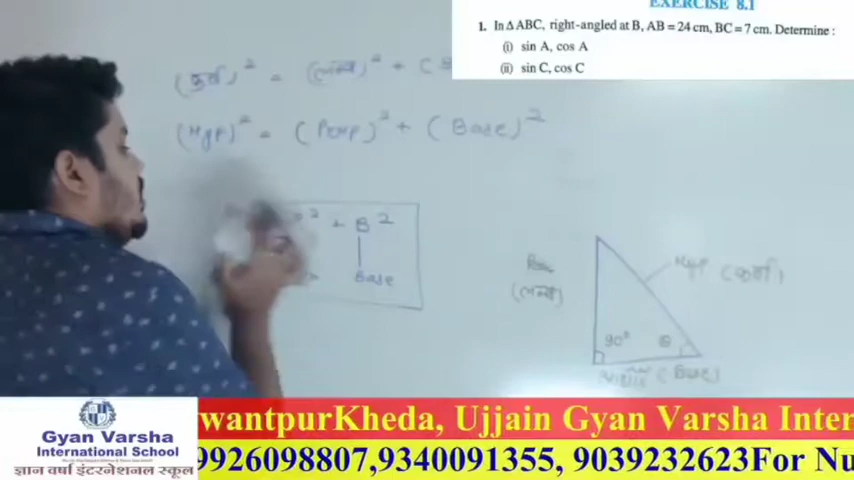 EXERCISE 8.1
1. In Δ ABC, right-angled at B, AB = 24 cm, BC = 7 cm. Determine :
(i) sin A, cos A
(ii) sin C, cos C
(कर्ण)² = (लम्ब)² + (
(Hyp)² = (Perp)² + (Base)²
² + B²
Base
(लम्ब)
Hyp (कर्ण)
90° θ
(Base)
Gyan Varsha
International School
ज्ञान वर्षा इंटरनेशनल स्कूल
wantpurKheda, Ujjain Gyan Varsha Inter
9926098807,9340091355, 9039232623For Nu